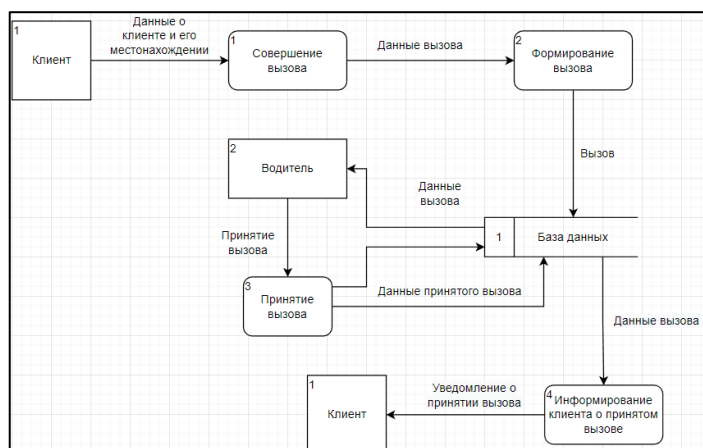 1
Клиент
Данные о
клиенте и его
местонахождении
1
Совершение
вызова
Данные вызова
2
Формирование
вызова
Вызов
2
Водитель
Данные
вызова
1
База данных
Принятие
вызова
3
Принятие
вызова
Данные принятого вызова
Данные вызова
1
Клиент
Уведомление о
принятии вызова
4
Информирование
клиента о принятом
вызове